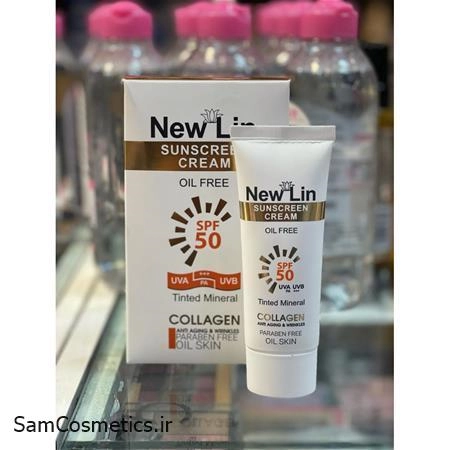 New Lin
SUNSCREEN
CREAM
OIL FREE
SPF
50
UVA
+++
PA
UVB
Tinted Mineral
COLLAGEN
ANTI AGING & WRINKLES
PARABEN FREE
OIL SKIN
New Lin
SUNSCREEN
CREAM
OIL FREE
SPF
50
UVA UVB
PA +++
Tinted Mineral
COLLAGEN
ANTI AGING & WRINKLES
PARABEN FREE
OIL SKIN
SamCosmetics.ir